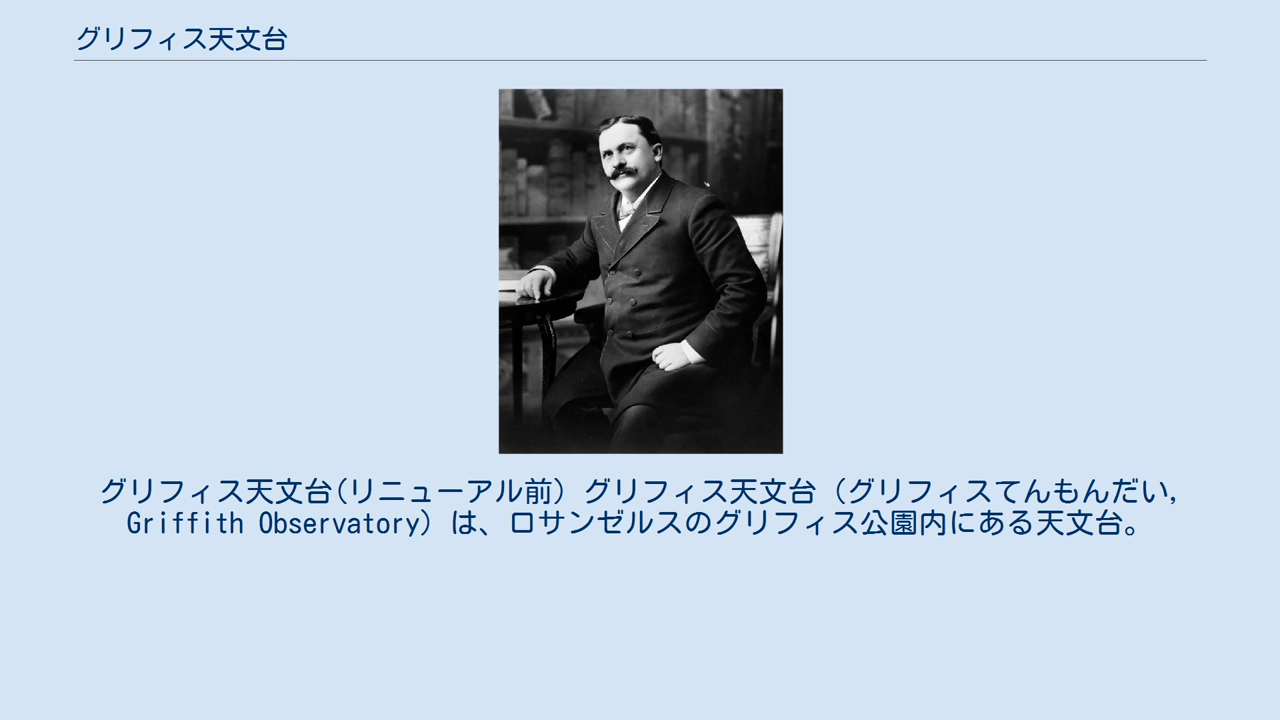 グリフィス天文台
グリフィス天文台(リニューアル前) グリフィス天文台（グリフィスてんもんだい,
Griffith Observatory）は、ロサンゼルスのグリフィス公園内にある天文台。